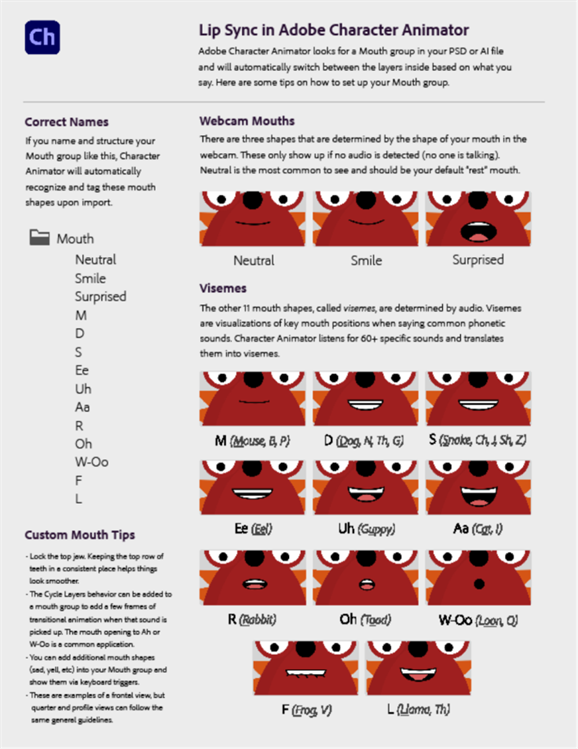 Ch
Lip Sync in Adobe Character Animator
Adobe Character Animator looks for a Mouth group in your PSD or AI file
and will automatically switch between the layers inside based on what you
say. Here are some tips on how to set up your Mouth group.
Correct Names
If you name and structure your
Mouth group like this, Character
Animator will automatically
recognize and tag these mouth
shapes upon import.
Mouth
Neutral
Smile
Surprised
M
D
S
Ee
Uh
Aa
R
Oh
W-Oo
F
L
Custom Mouth Tips
- Lock the top jaw. Keeping the top row of
teeth in a consistent place helps things
look smoother.
- The Cycle Layers behavior can be added to
a mouth group to add a few frames of
transitional animation when that sound is
picked up. The mouth opening to Ah or
W-Oo is a common application.
- You can add additional mouth shapes
(sad, yell, etc) into your Mouth group and
show them via keyboard triggers.
- These are examples of a frontal view, but
quarter and profile views can follow the
same general guidelines.
Webcam Mouths
There are three shapes that are determined by the shape of your mouth in the
webcam. These only show up if no audio is detected (no one is talking).
Neutral is the most common to see and should be your default "rest" mouth.
Neutral Smile Surprised
Visemes
The other 11 mouth shapes, called visemes, are determined by audio. Visemes
are visualizations of key mouth positions when saying common phonetic
sounds. Character Animator listens for 60+ specific sounds and translates
them into visemes.
M (Mouse, B, P) D (Dog, N, Th, G) S (Snake, Ch, J, Sh, Z)
Ee (Eel) Uh (Guppy) Aa (Cat, I)
R (Rabbit) Oh (Toad) W-Oo (Loon, Q)
F (Frog, V) L (Llama, Th)